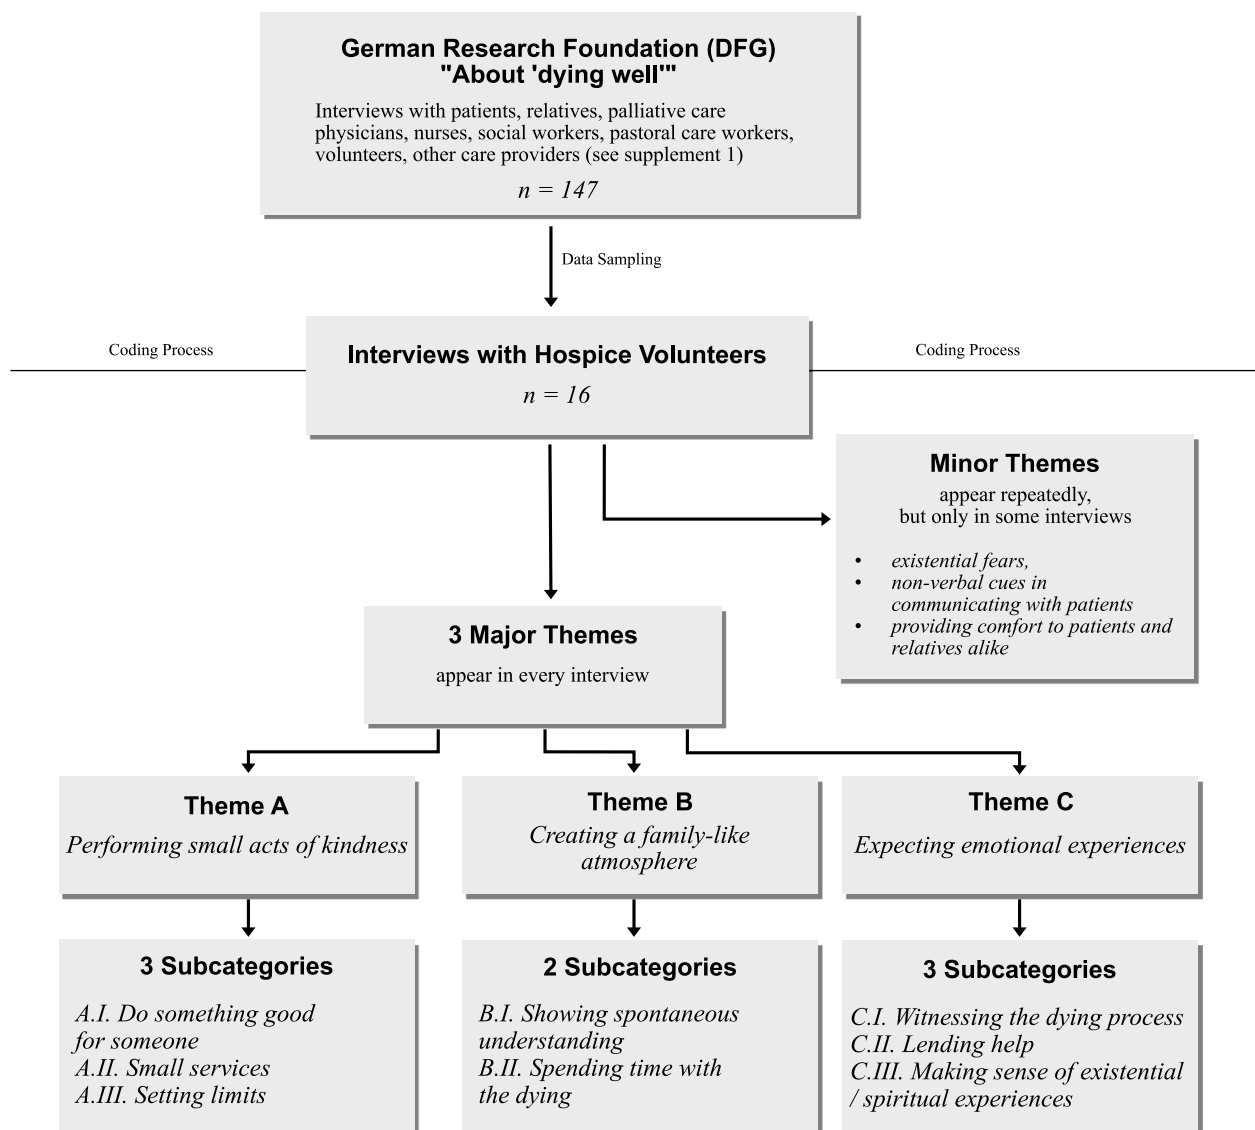 German Research Foundation (DFG)
"About 'dying well'"
Interviews with patients, relatives, palliative care
physicians, nurses, social workers, pastoral care workers,
volunteers, other care providers (see supplement 1)
n = 147
Data Sampling
Coding Process
Interviews with Hospice Volunteers
n = 16
Coding Process
Minor Themes
appear repeatedly,
but only in some interviews
• existential fears,
• non-verbal cues in
communicating with patients
• providing comfort to patients and
relatives alike
3 Major Themes
appear in every interview
Theme A
Performing small acts of kindness
Theme B
Creating a family-like
atmosphere
Theme C
Expecting emotional experiences
3 Subcategories
A.I. Do something good
for someone
A.II. Small services
A.III. Setting limits
2 Subcategories
B.I. Showing spontaneous
understanding
B.II. Spending time with
the dying
3 Subcategories
C.I. Witnessing the dying process
C.II. Lending help
C.III. Making sense of existential
/ spiritual experiences